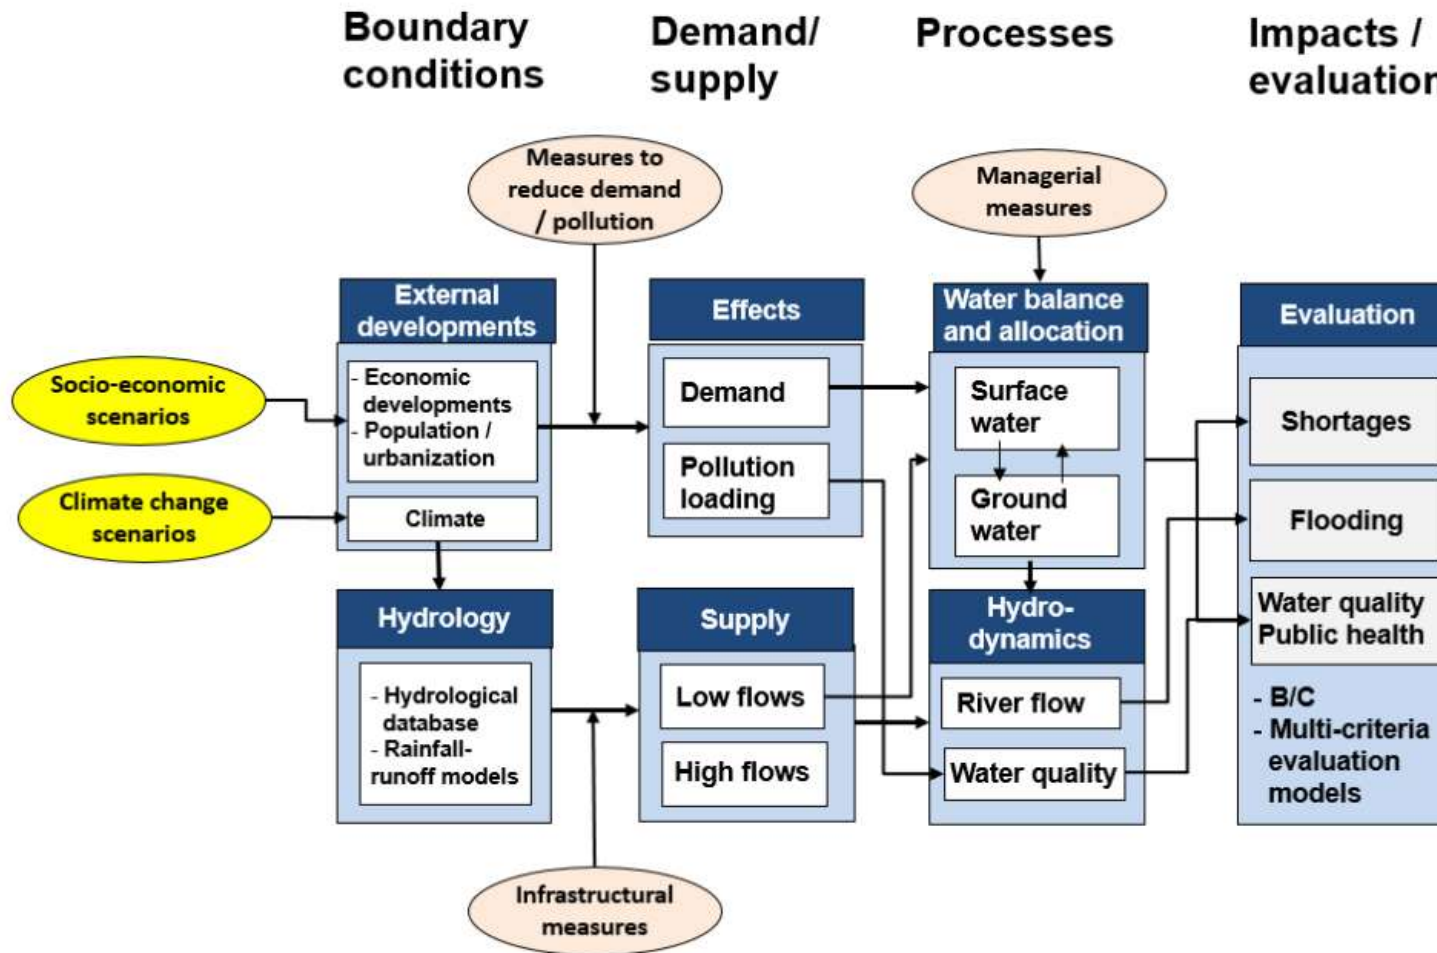 Boundary
conditions
Demand/
supply
Processes
Impacts /
evaluation
Measures to
reduce demand
/ pollution
Managerial
measures
External
developments
Effects
Water balance
and allocation
Evaluation
Socio-economic
scenarios
- Economic
developments
- Population /
urbanization
Demand
Surface
water
Shortages
Pollution
loading
Climate change
scenarios
Climate
Ground
water
Flooding
Hydrology
Supply
Hydro-
dynamics
Water quality
Public health
- Hydrological
database
- Rainfall-
runoff models
Low flows
High flows
River flow
Water quality
- B/C
- Multi-criteria
evaluation
models
Infrastructural
measures